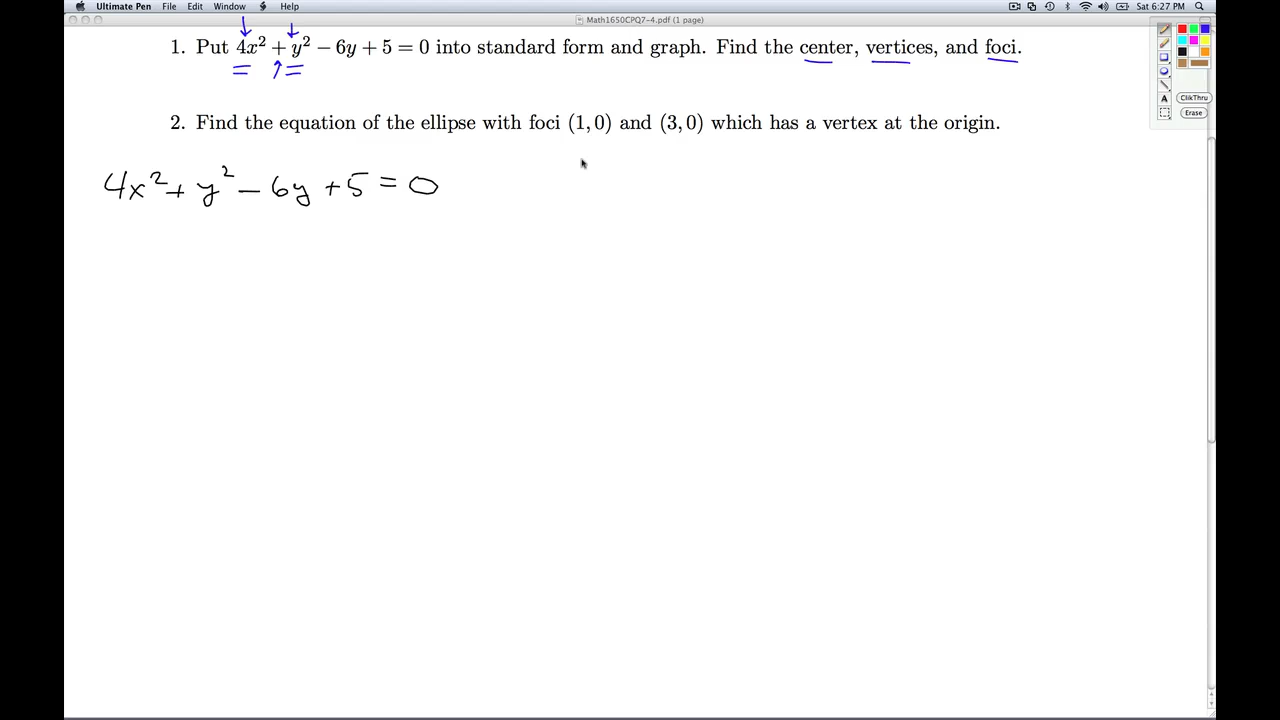 Ultimate Pen File Edit Window Help Sat 6:27 PM
Math1650CPQ7-4.pdf (1 page)
1. Put 4x² + y² − 6y + 5 = 0 into standard form and graph. Find the center, vertices, and foci.
2. Find the equation of the ellipse with foci (1, 0) and (3, 0) which has a vertex at the origin.
4x² + y² − 6y + 5 = 0
A
ClikThru
Erase